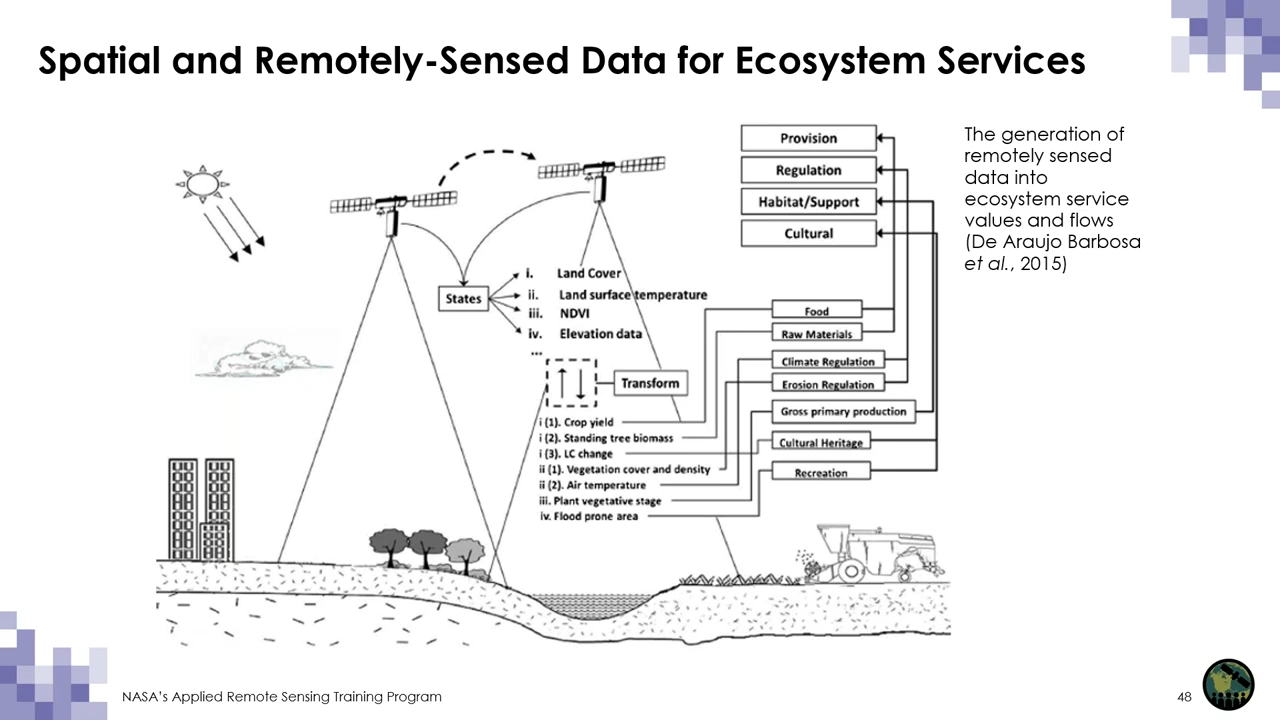 Spatial and Remotely-Sensed Data for Ecosystem Services
Provision
Regulation
Habitat/Support
Cultural
The generation of
remotely sensed
data into
ecosystem service
values and flows
(De Araujo Barbosa
et al., 2015)
States
i. Land Cover
ii. Land surface temperature
iii. NDVI
iv. Elevation data
...
Transform
Food
Raw Materials
Climate Regulation
Erosion Regulation
Gross primary production
Cultural Heritage
Recreation
i (1). Crop yield
i (2). Standing tree biomass
i (3). LC change
ii (1). Vegetation cover and density
ii (2). Air temperature
iii. Plant vegetative stage
iv. Flood prone area
NASA's Applied Remote Sensing Training Program
48